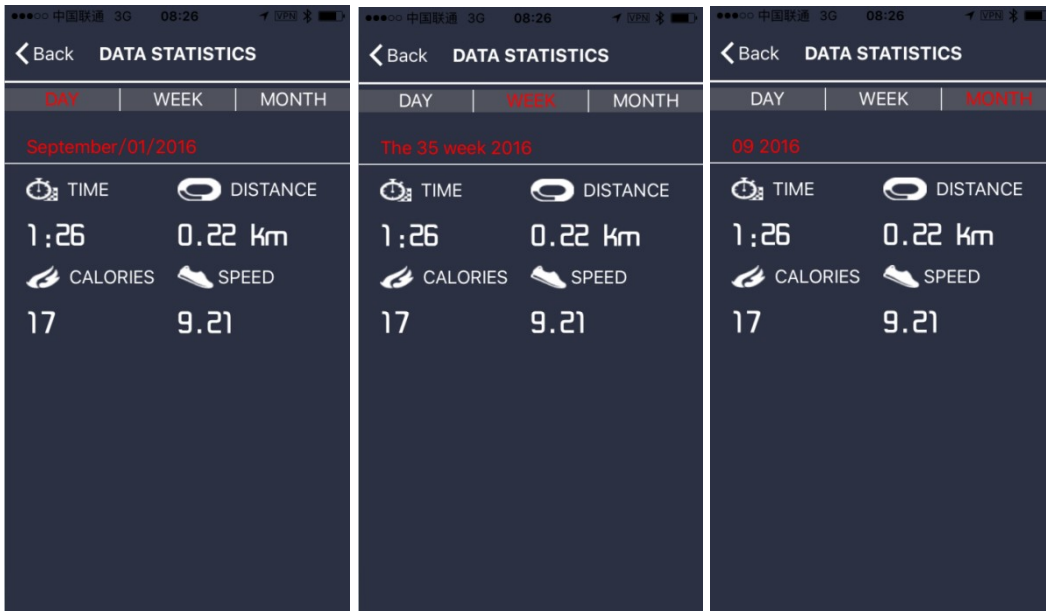 ●●●○○ 中国联通 3G 08:26 VPN
Back DATA STATISTICS
DAY WEEK MONTH
September/01/2016
TIME DISTANCE
1:26 0.22 km
CALORIES SPEED
17 9.21
●●●○○ 中国联通 3G 08:26 VPN
Back DATA STATISTICS
DAY WEEK MONTH
The 35 week 2016
TIME DISTANCE
1:26 0.22 km
CALORIES SPEED
17 9.21
●●●○○ 中国联通 3G 08:26 VPN
Back DATA STATISTICS
DAY WEEK MONTH
09 2016
TIME DISTANCE
1:26 0.22 km
CALORIES SPEED
17 9.21